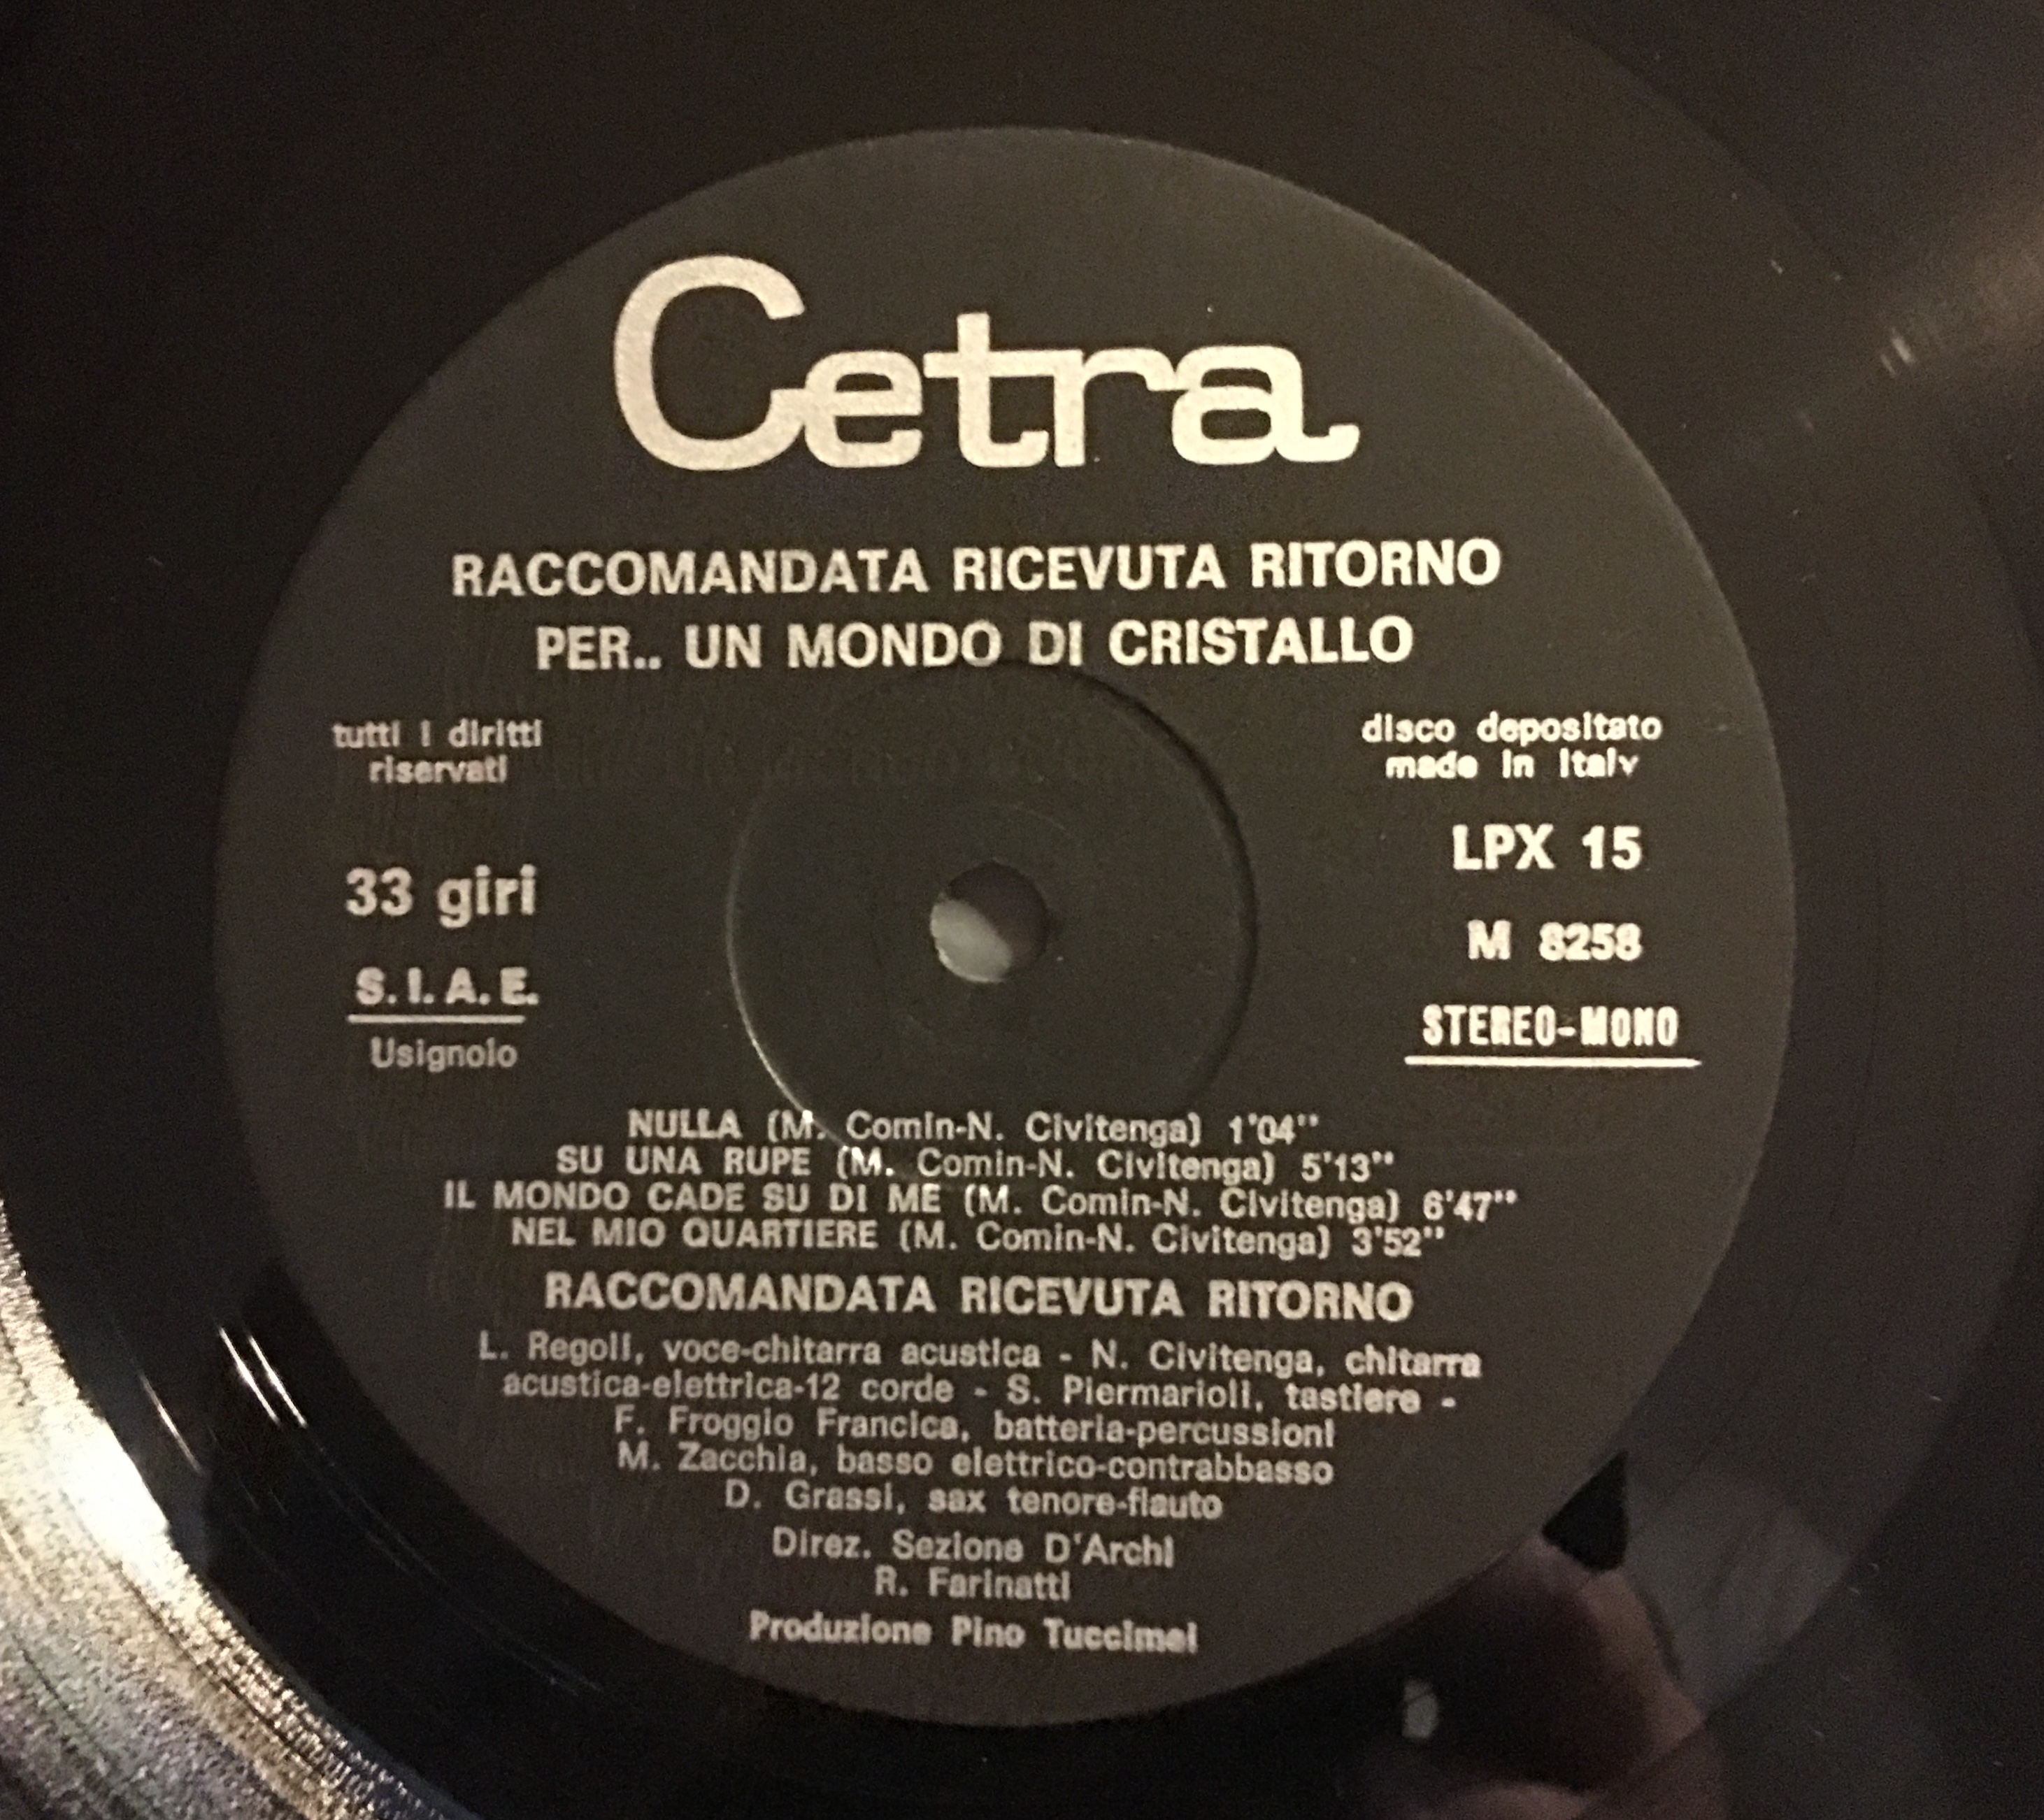 Cetra
RACCOMANDATA RICEVUTA RITORNO
PER.. UN MONDO DI CRISTALLO
tutti i diritti
riservati
disco depositato
made in Italy
33 giri
LPX 15
S.I.A.E.
M 8258
Usignolo
STEREO-MONO
NULLA (M. Comin-N. Civitenga) 1'04''
SU UNA RUPE (M. Comin-N. Civitenga) 5'13''
IL MONDO CADE SU DI ME (M. Comin-N. Civitenga) 6'47''
NEL MIO QUARTIERE (M. Comin-N. Civitenga) 3'52''
RACCOMANDATA RICEVUTA RITORNO
L. Regoli, voce-chitarra acustica - N. Civitenga, chitarra
acustica-elettrica-12 corde - S. Piermarioli, tastiere -
F. Froggio Francica, batteria-percussioni
M. Zacchia, basso elettrico-contrabbasso
D. Grassi, sax tenore-flauto
Direz. Sezione D'Archi
R. Farinatti
Produzione Pino Tuccimei